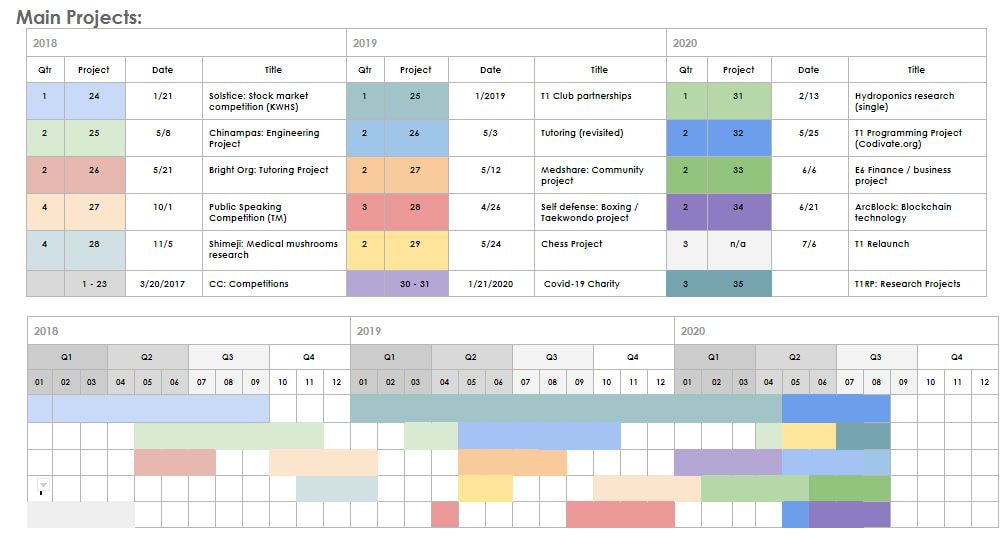 Main Projects:
2018 2019 2020
Qtr Project Date Title Qtr Project Date Title Qtr Project Date Title
1 24 1/21 Solstice: Stock market 1 25 1/2019 T1 Club partnerships 1 31 2/13 Hydroponics research
competition (KWHS) (single)
2 25 5/8 Chinampas: Engineering 2 26 5/3 Tutoring (revisited) 2 32 5/25 T1 Programming Project
Project (Codivate.org)
2 26 5/21 Bright Org: Tutoring Project 2 27 5/12 Medshare: Community 2 33 6/6 E6 Finance / business
project project
4 27 10/1 Public Speaking 3 28 4/26 Self defense: Boxing / 2 34 6/21 ArcBlock: Blockchain
Competition (TM) Taekwondo project technology
4 28 11/5 Shimeji: Medical mushrooms 2 29 5/24 Chess Project 3 n/a 7/6 T1 Relaunch
research
1 - 23 3/20/2017 CC: Competitions 30 - 31 1/21/2020 Covid-19 Charity 3 35 T1RP: Research Projects
2018 2019 2020
Q1 Q2 Q3 Q4 Q1 Q2 Q3 Q4 Q1 Q2 Q3 Q4
01 02 03 04 05 06 07 08 09 10 11 12 01 02 03 04 05 06 07 08 09 10 11 12 01 02 03 04 05 06 07 08 09 10 11 12